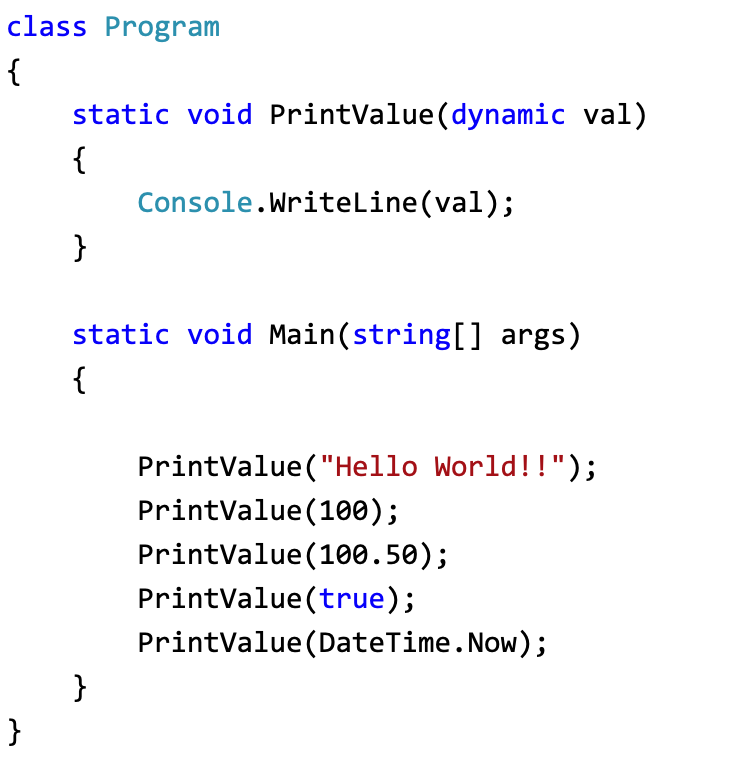 class Program
{
    static void PrintValue(dynamic val)
    {
        Console.WriteLine(val);
    }

    static void Main(string[] args)
    {

        PrintValue("Hello World!!");
        PrintValue(100);
        PrintValue(100.50);
        PrintValue(true);
        PrintValue(DateTime.Now);
    }
}